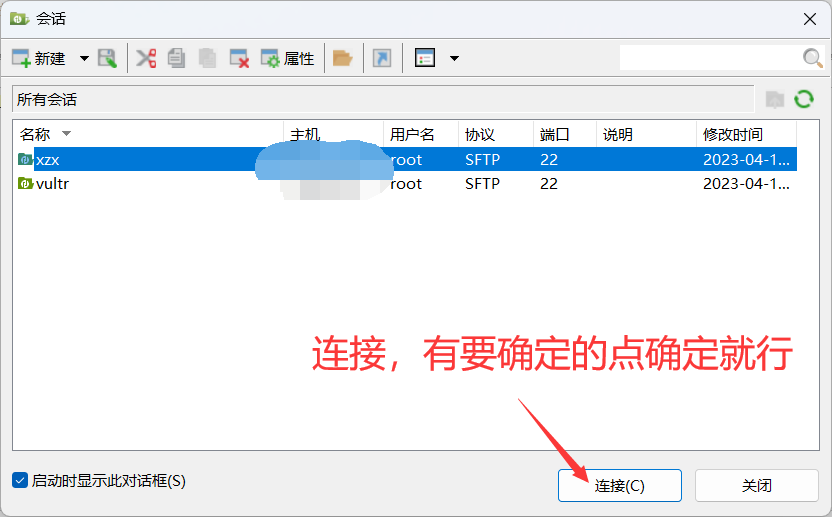 会话
新建 属性
所有会话
名称 主机 用户名 协议 端口 说明 修改时间
xzx root SFTP 22 2023-04-1...
vultr root SFTP 22 2023-04-1...
连接，有要确定的点确定就行
启动时显示此对话框(S) 连接(C) 关闭